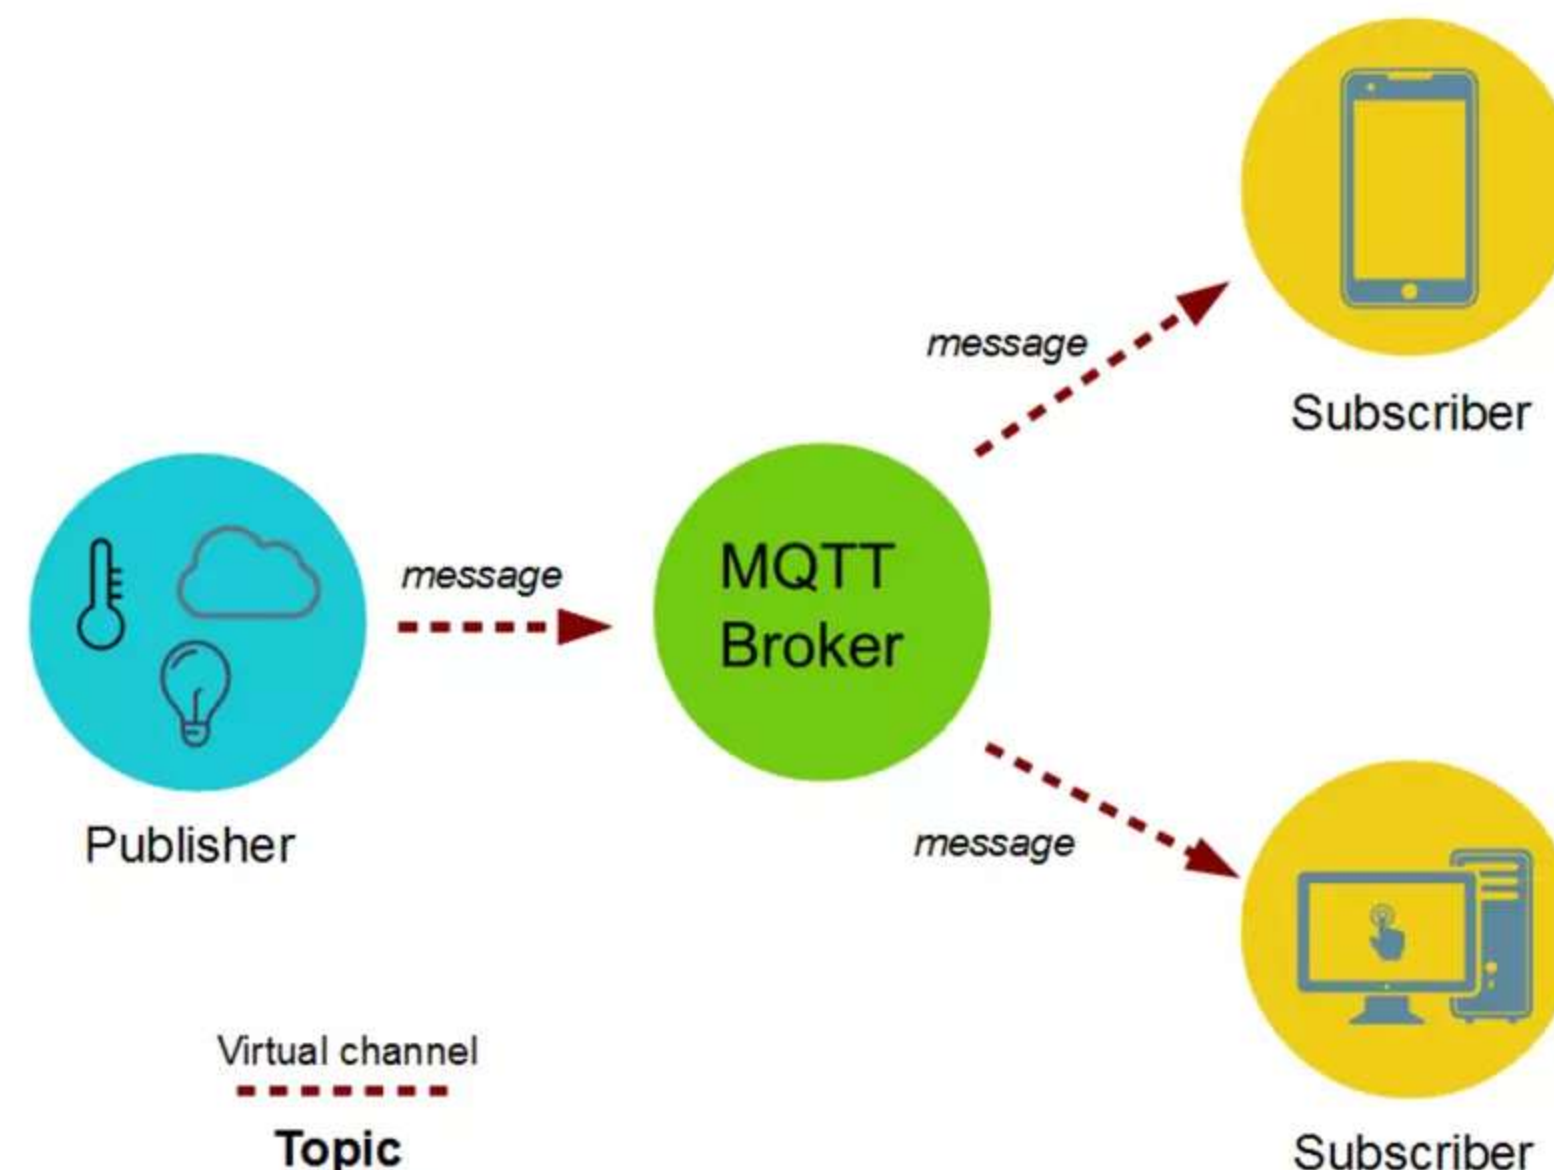 message
Subscriber
message
MQTT
Broker
Publisher
message
Virtual channel
Topic
Subscriber